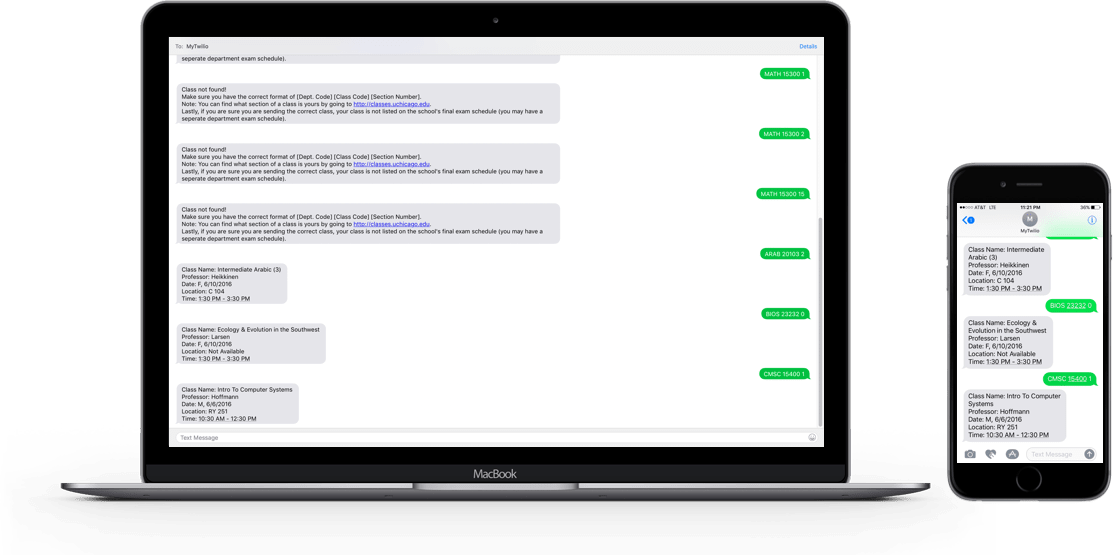 To: MyTwilio
Details
seperate department exam schedule).
MATH 15300 1
Class not found!
Make sure you have the correct format of [Dept. Code] [Class Code] [Section Number].
Note: You can find what section of a class is yours by going to http://classes.uchicago.edu.
Lastly, if you are sure you are sending the correct class, your class is not listed on the school's final exam schedule (you may have a
seperate department exam schedule).
MATH 15300 2
Class not found!
Make sure you have the correct format of [Dept. Code] [Class Code] [Section Number].
Note: You can find what section of a class is yours by going to http://classes.uchicago.edu.
Lastly, if you are sure you are sending the correct class, your class is not listed on the school's final exam schedule (you may have a
seperate department exam schedule).
MATH 15300 15
Class not found!
Make sure you have the correct format of [Dept. Code] [Class Code] [Section Number].
Note: You can find what section of a class is yours by going to http://classes.uchicago.edu.
Lastly, if you are sure you are sending the correct class, your class is not listed on the school's final exam schedule (you may have a
seperate department exam schedule).
ARAB 20103 2
Class Name: Intermediate Arabic (3)
Professor: Heikkinen
Date: F, 6/10/2016
Location: C 104
Time: 1:30 PM - 3:30 PM
BIOS 23232 0
Class Name: Ecology & Evolution in the Southwest
Professor: Larsen
Date: F, 6/10/2016
Location: Not Available
Time: 1:30 PM - 3:30 PM
CMSC 15400 1
Class Name: Intro To Computer Systems
Professor: Hoffmann
Date: M, 6/6/2016
Location: RY 251
Time: 10:30 AM - 12:30 PM
Text Message
MacBook
AT&T LTE
11:21 PM
36%
M
MyTwilio
Class Name: Intermediate
Arabic (3)
Professor: Heikkinen
Date: F, 6/10/2016
Location: C 104
Time: 1:30 PM - 3:30 PM
BIOS 23232 0
Class Name: Ecology &
Evolution in the Southwest
Professor: Larsen
Date: F, 6/10/2016
Location: Not Available
Time: 1:30 PM - 3:30 PM
CMSC 15400 1
Class Name: Intro To Computer
Systems
Professor: Hoffmann
Date: M, 6/6/2016
Location: RY 251
Time: 10:30 AM - 12:30 PM
Text Message